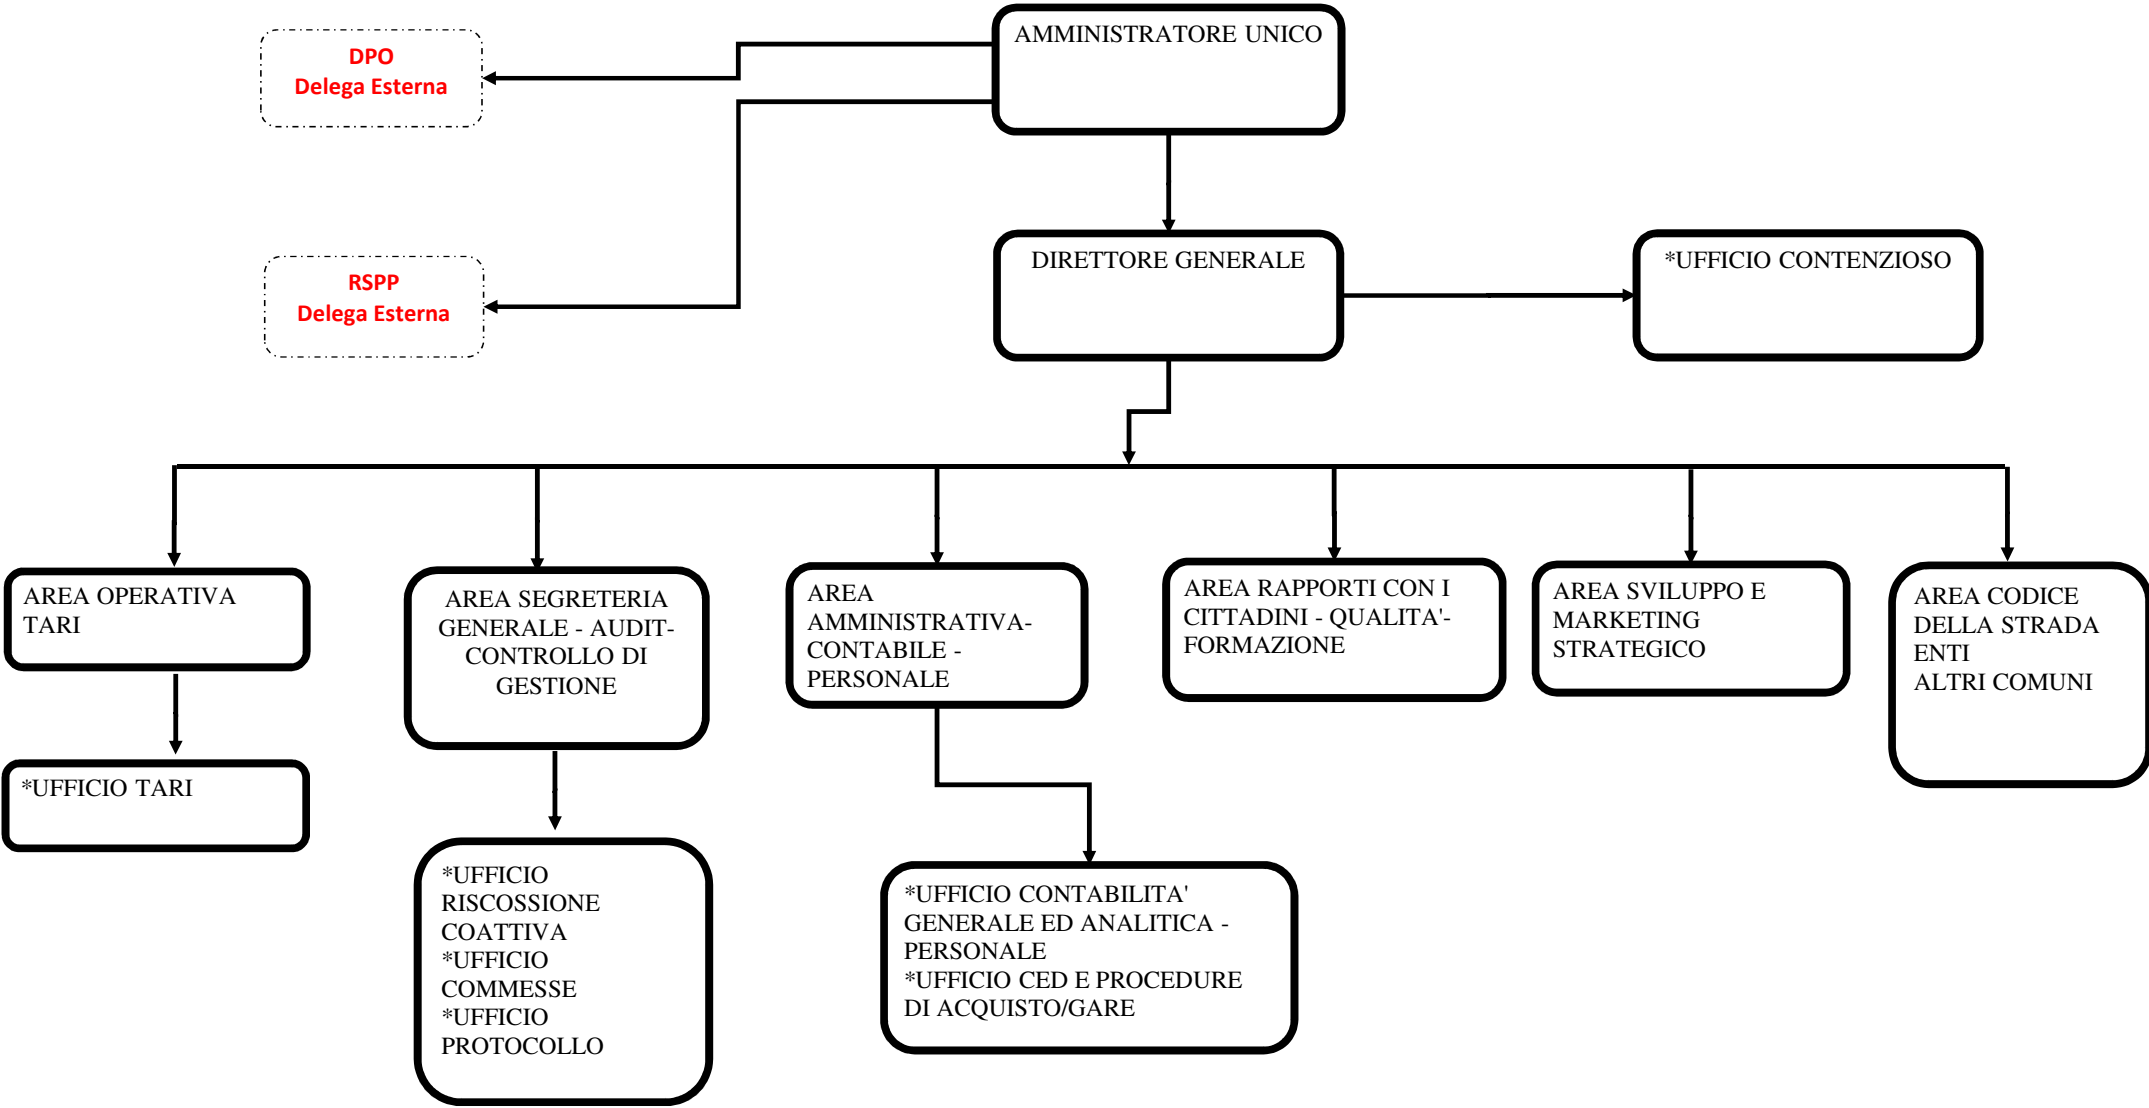 AMMINISTRATORE UNICO
DPO
Delega Esterna
RSPP
Delega Esterna
DIRETTORE GENERALE
*UFFICIO CONTENZIOSO
AREA OPERATIVA
TARI
AREA SEGRETERIA
GENERALE - AUDIT-
CONTROLLO DI
GESTIONE
AREA
AMMINISTRATIVA-
CONTABILE -
PERSONALE
AREA RAPPORTI CON I
CITTADINI - QUALITA'-
FORMAZIONE
AREA SVILUPPO E
MARKETING
STRATEGICO
AREA CODICE
DELLA STRADA
ENTI
ALTRI COMUNI
*UFFICIO TARI
*UFFICIO
RISCOSSIONE
COATTIVA
*UFFICIO
COMMESSE
*UFFICIO
PROTOCOLLO
*UFFICIO CONTABILITA'
GENERALE ED ANALITICA -
PERSONALE
*UFFICIO CED E PROCEDURE
DI ACQUISTO/GARE